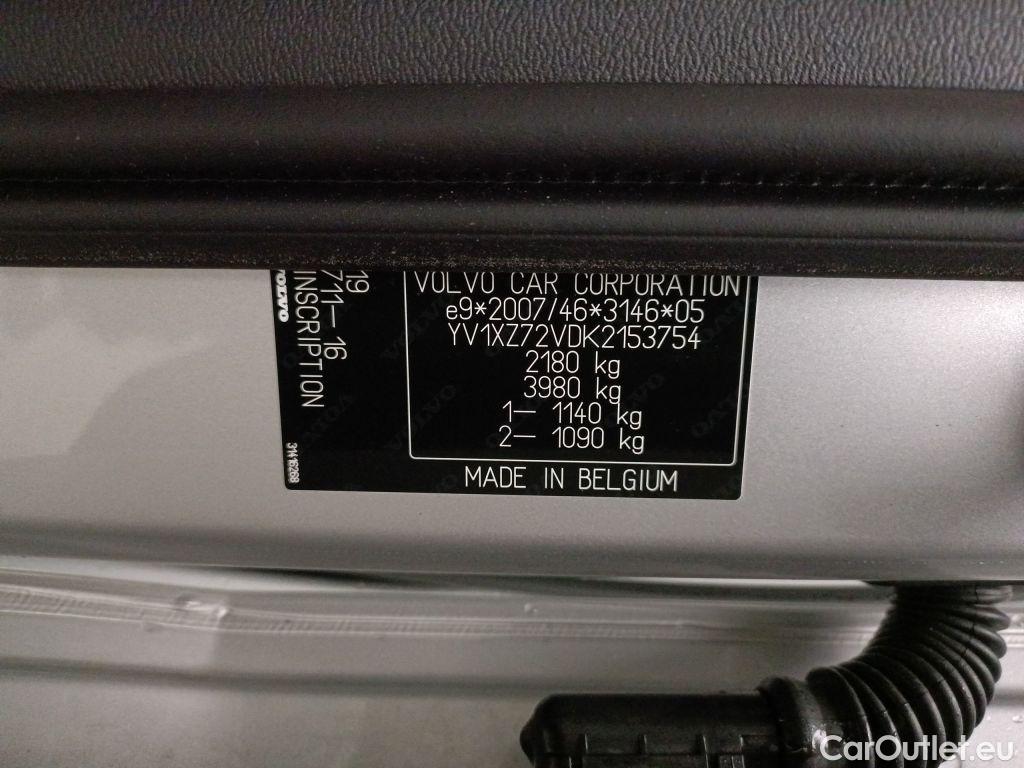 VOLVO CAR CORPORATION
e9*2007/46*3146*05
YV1XZ72VDK2153754
2180 kg
3980 kg
1— 1140 kg
2— 1090 kg
MADE IN BELGIUM
19
711— 16
INSCRIPTION
VOLVO
31416268
CarOutlet.eu